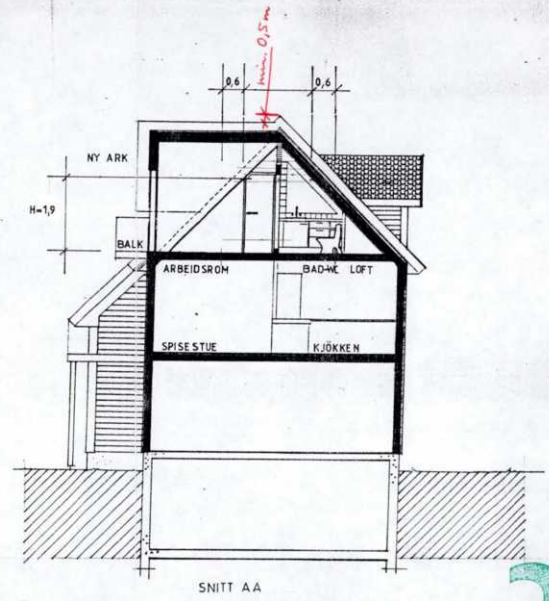 min. 0,5 m
0,6 0,6
NY ARK
H=1,9
BALK
ARBEIDSROM BAD-WC LOFT
SPISESTUE KJÖKKEN
SNITT AA